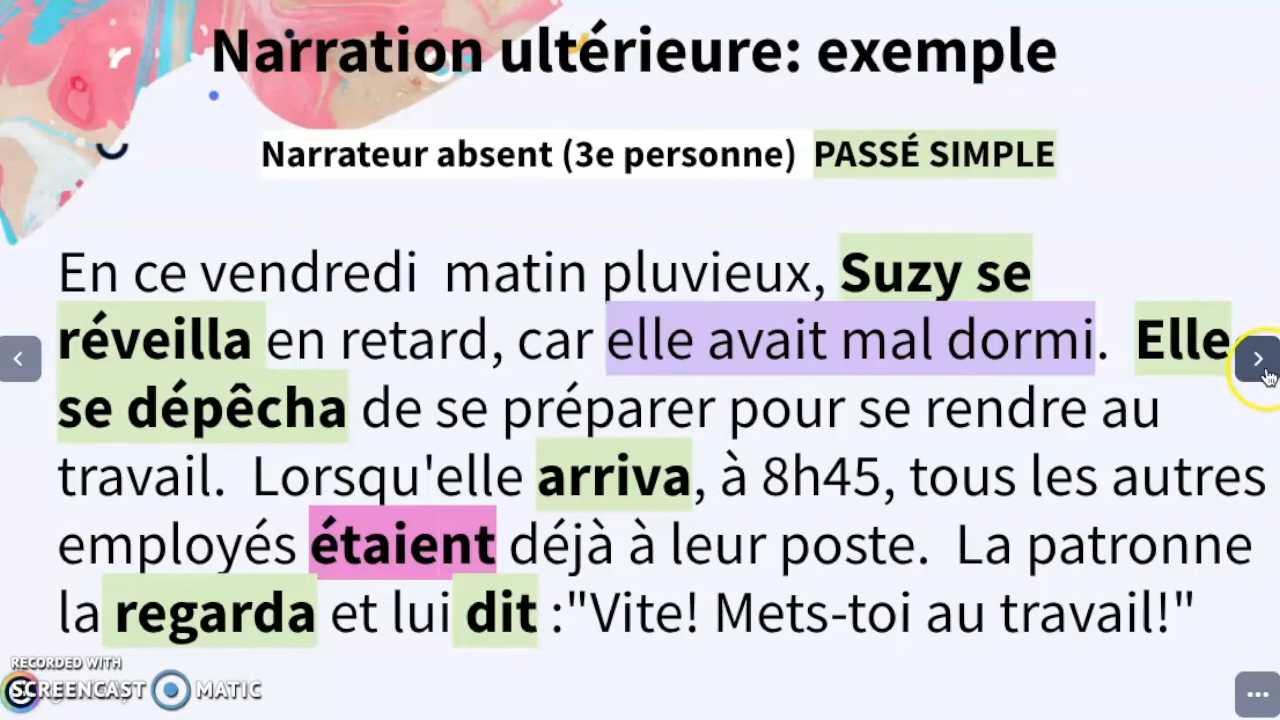 Narration ultérieure: exemple
Narrateur absent (3e personne) PASSÉ SIMPLE
En ce vendredi matin pluvieux, Suzy se
réveilla en retard, car elle avait mal dormi. Elle
se dépêcha de se préparer pour se rendre au
travail. Lorsqu'elle arriva, à 8h45, tous les autres
employés étaient déjà à leur poste. La patronne
la regarda et lui dit :"Vite! Mets-toi au travail!"
RECORDED WITH
SCREENCAST MATIC